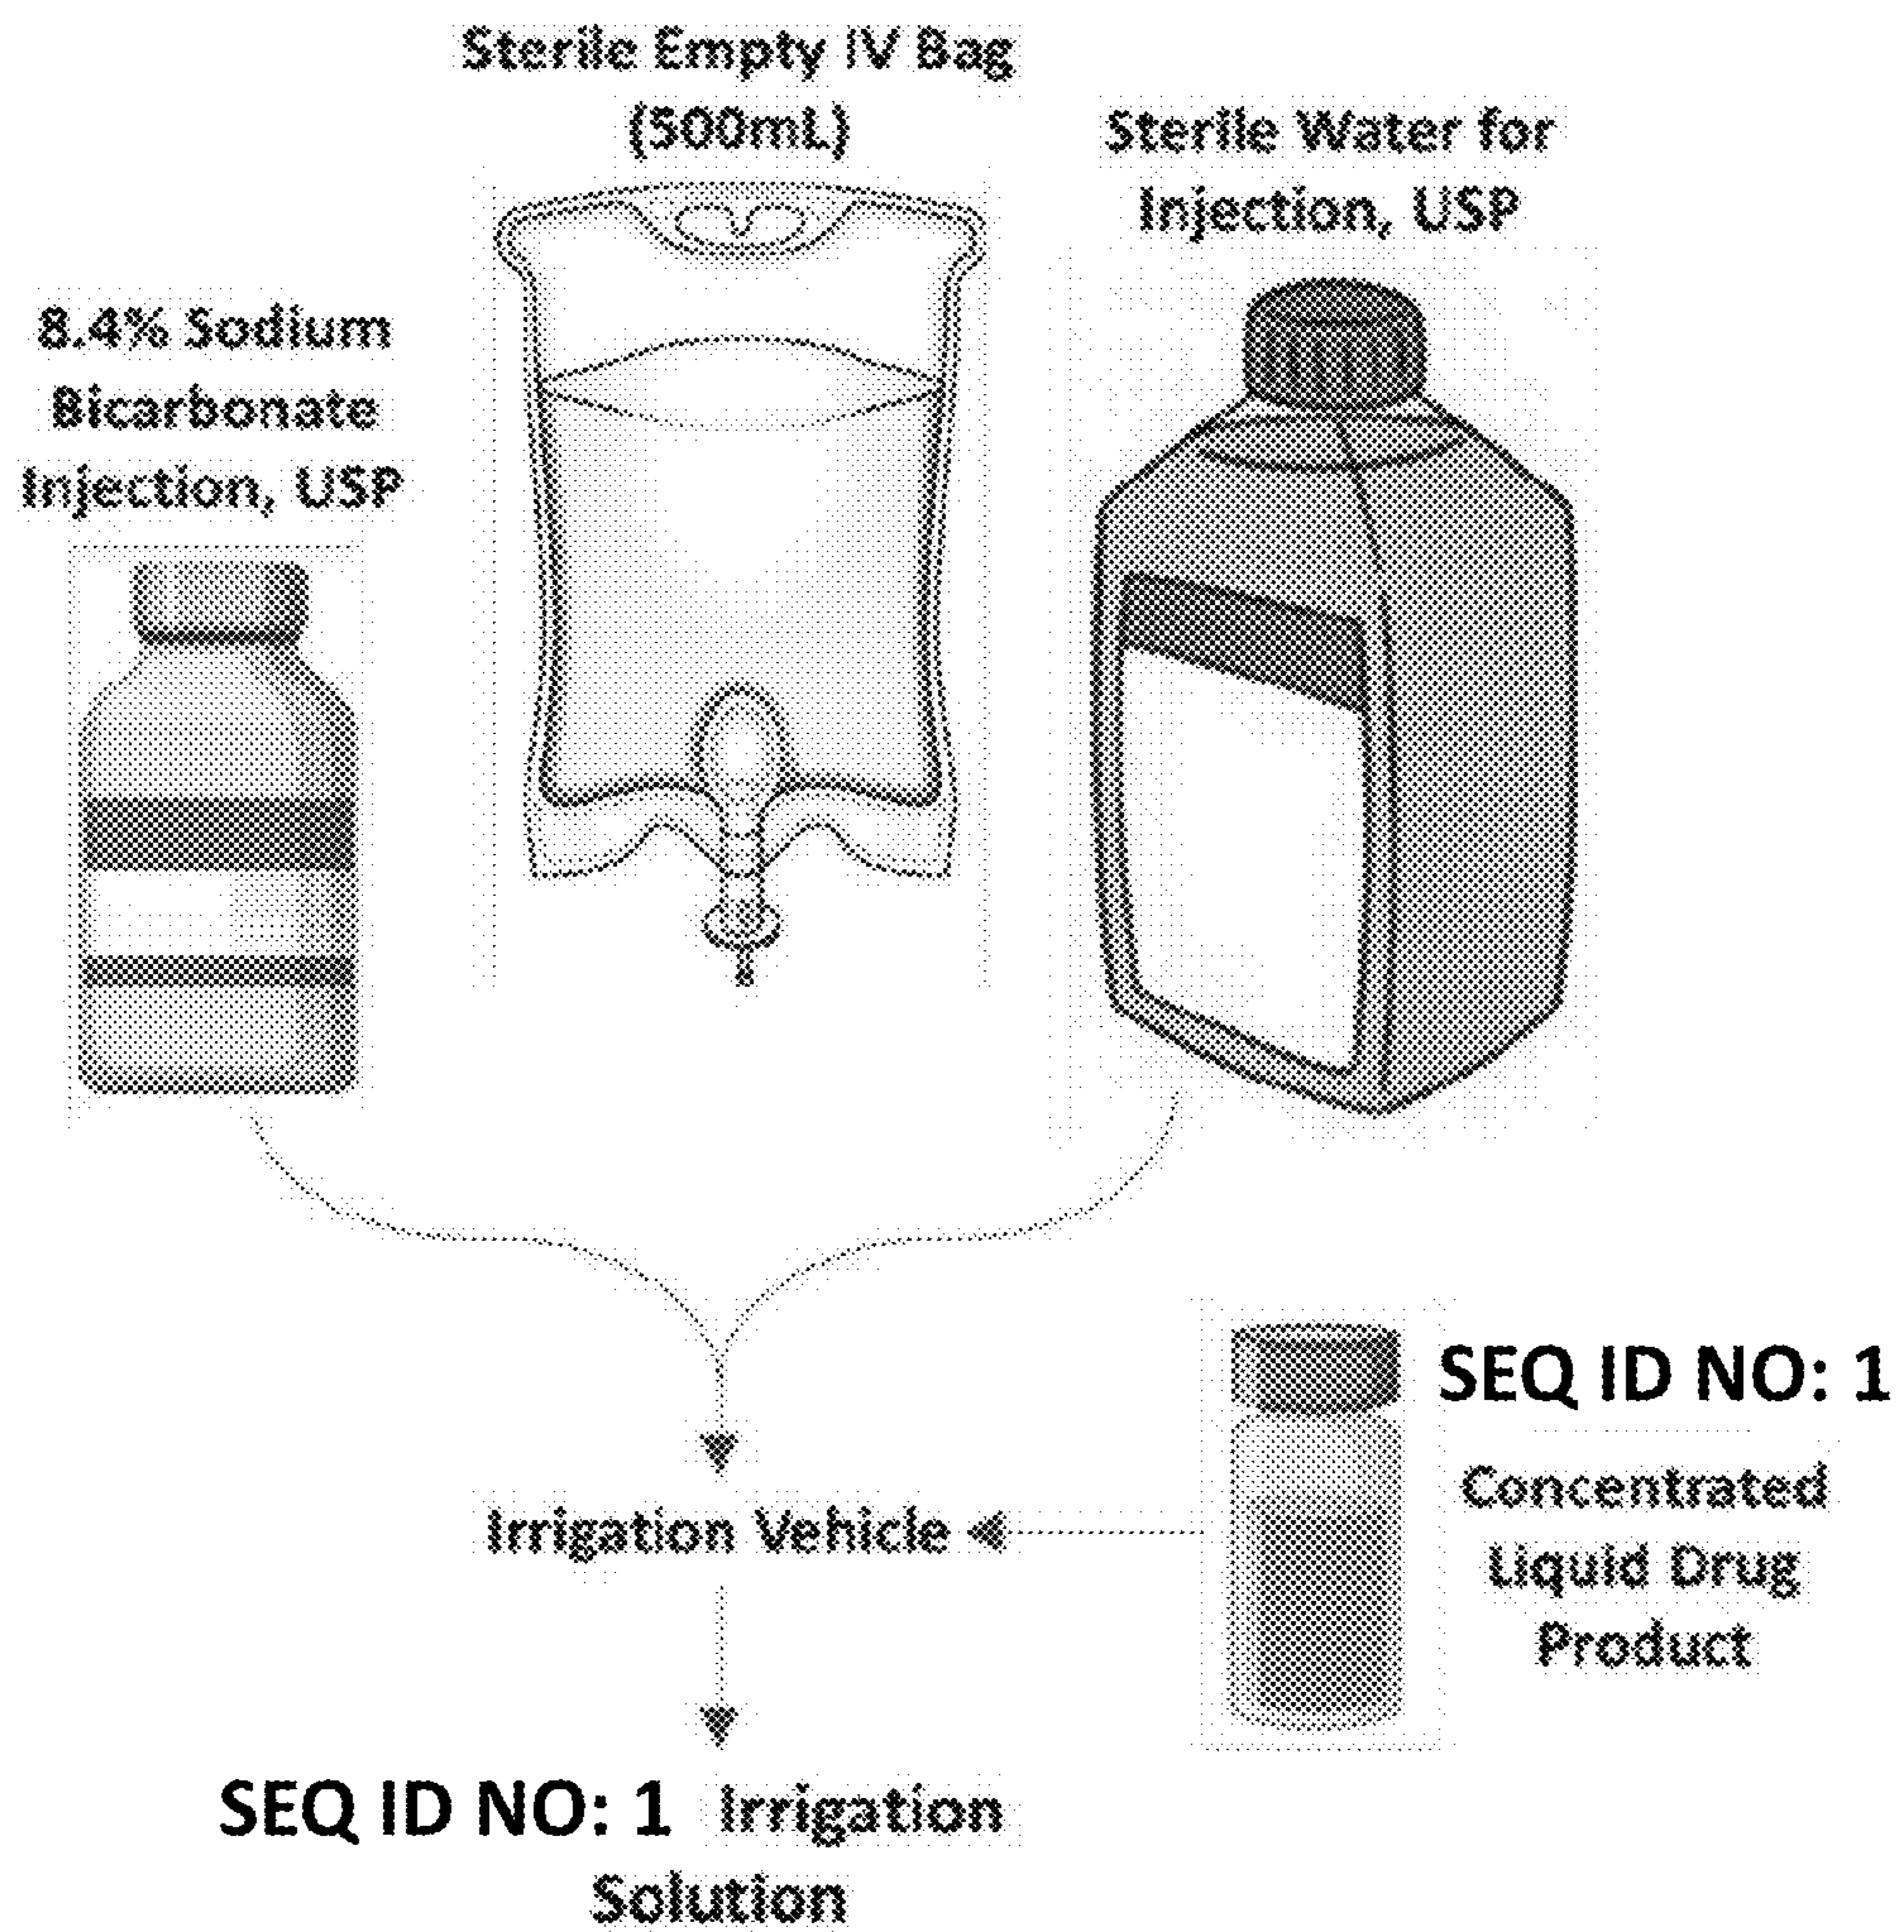 Sterile Empty IV Bag
(500mL)
Sterile Water for
Injection, USP
8.4% Sodium
Bicarbonate
Injection, USP
SEQ ID NO: 1
Concentrated
Liquid Drug
Product
Irrigation Vehicle
SEQ ID NO: 1 Irrigation
Solution